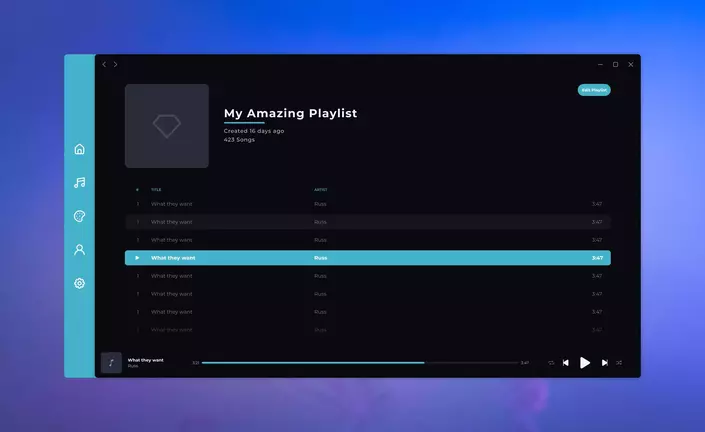 Edit Playlist
My Amazing Playlist
Created 16 days ago
423 Songs
# TITLE ARTIST
1 What they want Russ 3:47
1 What they want Russ 3:47
1 What they want Russ 3:47
What they want Russ 3:47
1 What they want Russ 3:47
1 What they want Russ 3:47
1 What they want Russ 3:47
1 What they want Russ 3:47
What they want
Russ
3:47